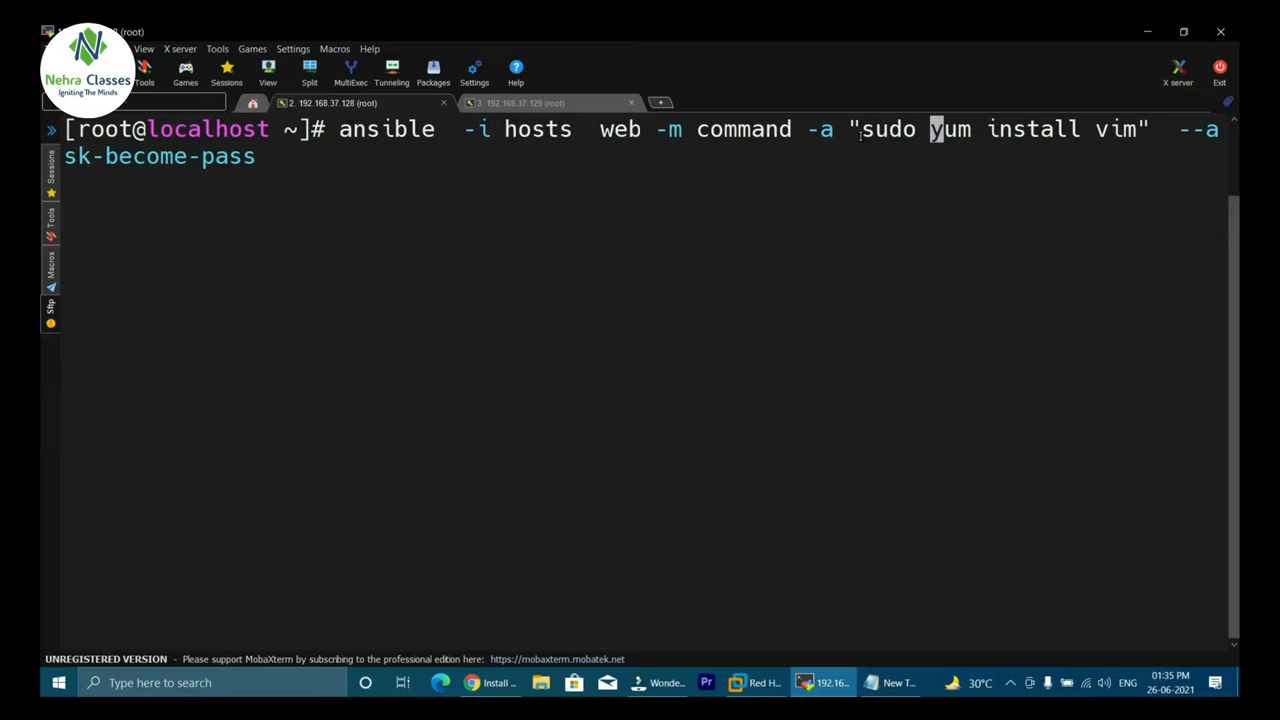 (root)
View X server Tools Games Settings Macros Help
Nehra Classes
Igniting The Minds
Tools Games Sessions View Split MultiExec Tunneling Packages Settings Help X server Exit
2. 192.168.37.128 (root) 3. 192.168.37.129 (root)
[root@localhost ~]# ansible -i hosts web -m command -a "sudo yum install vim" --a
sk-become-pass
Sessions
Tools
Macros
Sftp
UNREGISTERED VERSION - Please support MobaXterm by subscribing to the professional edition here: https://mobaxterm.mobatek.net
Type here to search Install ... Wonde... Pr Red H... 192.16... New T... 30°C ENG 01:35 PM
26-06-2021